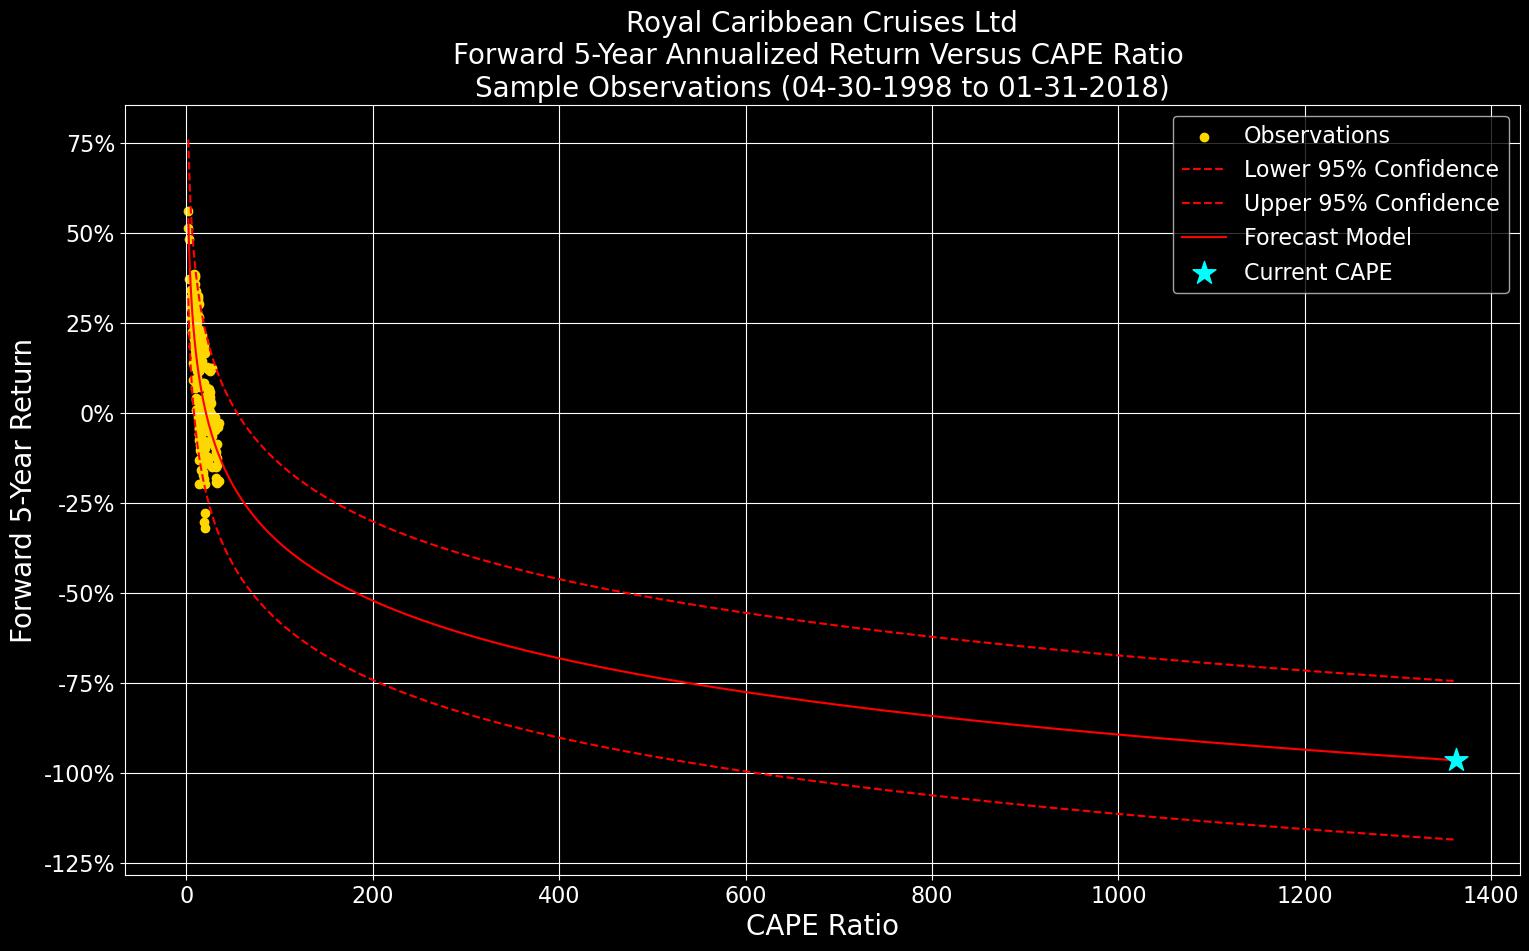 Royal Caribbean Cruises Ltd
Forward 5-Year Annualized Return Versus CAPE Ratio
Sample Observations (04-30-1998 to 01-31-2018)
Observations
Lower 95% Confidence
Upper 95% Confidence
Forecast Model
Current CAPE
Forward 5-Year Return
75%
50%
25%
0%
-25%
-50%
-75%
-100%
-125%
0 200 400 600 800 1000 1200 1400
CAPE Ratio